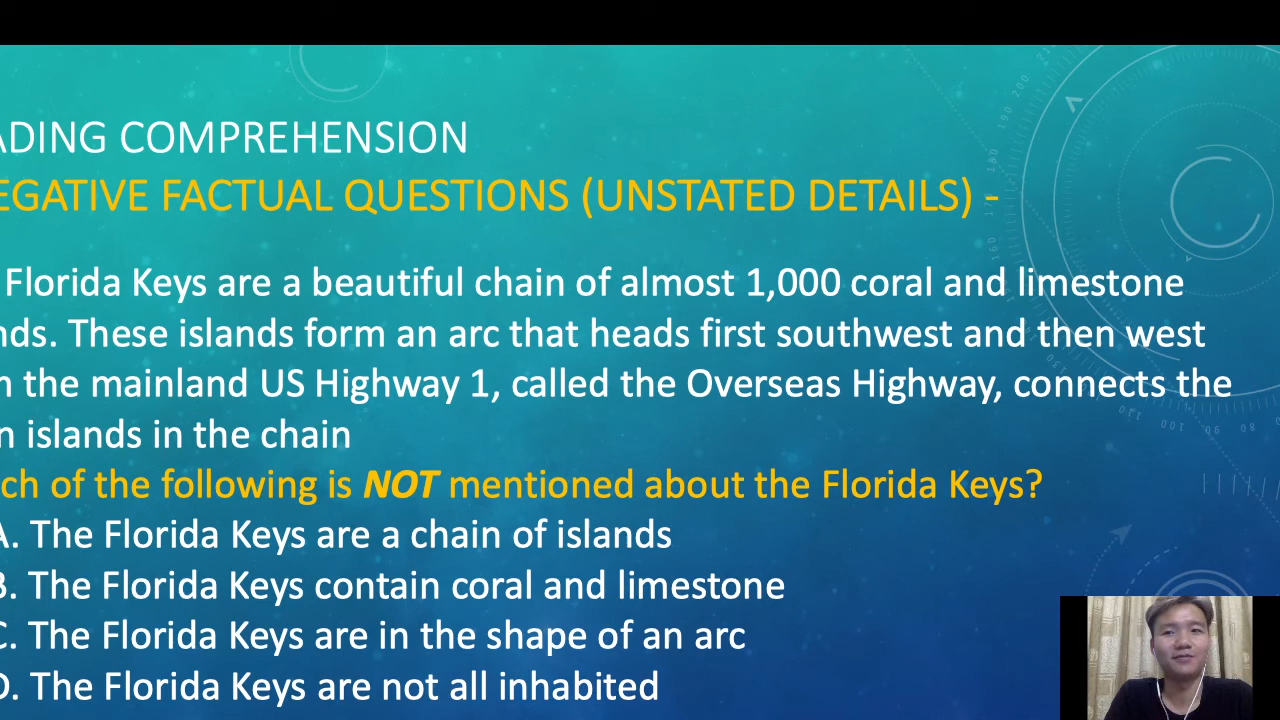 ADING COMPREHENSION
EGATIVE FACTUAL QUESTIONS (UNSTATED DETAILS) -
Florida Keys are a beautiful chain of almost 1,000 coral and limestone
nds. These islands form an arc that heads first southwest and then west
the mainland US Highway 1, called the Overseas Highway, connects the
n islands in the chain
ch of the following is NOT mentioned about the Florida Keys?
A. The Florida Keys are a chain of islands
B. The Florida Keys contain coral and limestone
C. The Florida Keys are in the shape of an arc
D. The Florida Keys are not all inhabited